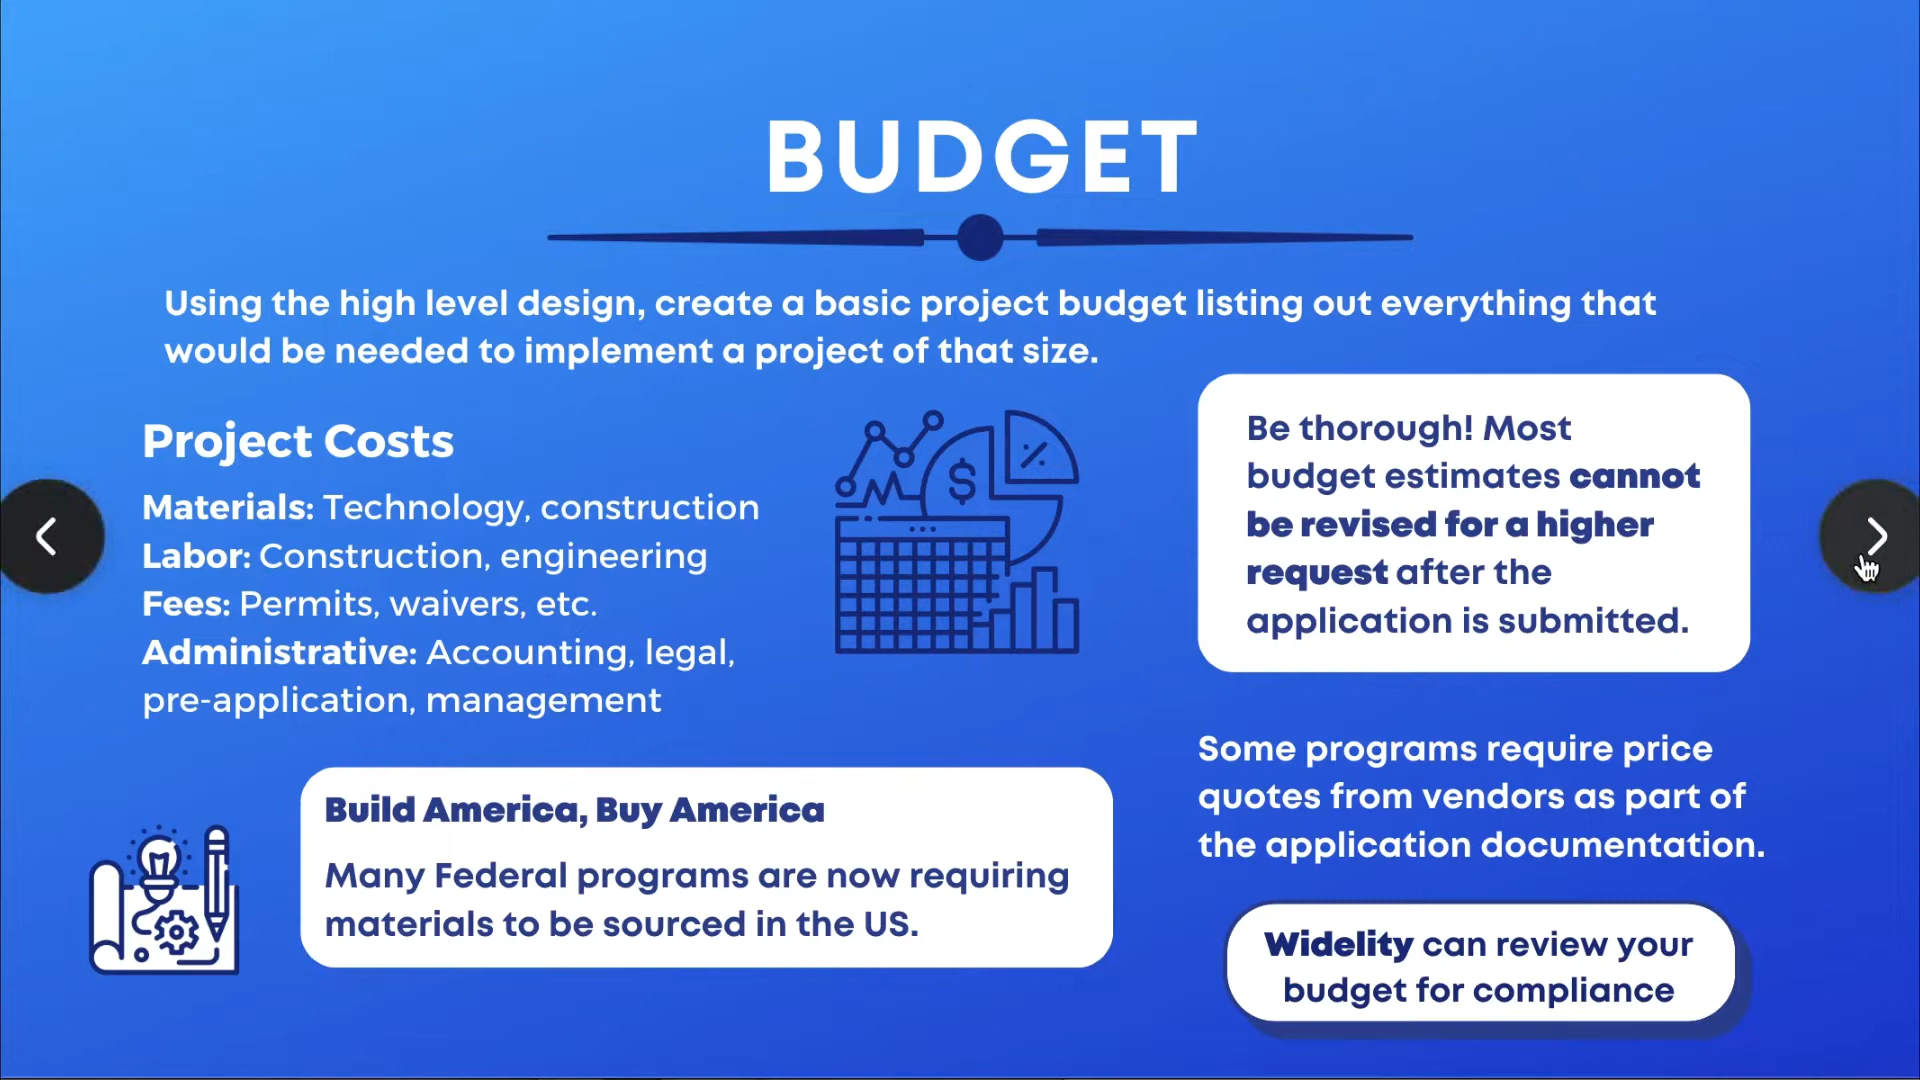 BUDGET
Using the high level design, create a basic project budget listing out everything that
would be needed to implement a project of that size.
Project Costs
Materials: Technology, construction
Labor: Construction, engineering
Fees: Permits, waivers, etc.
Administrative: Accounting, legal,
pre-application, management
$
%
Be thorough! Most
budget estimates cannot
be revised for a higher
request after the
application is submitted.
Build America, Buy America
Many Federal programs are now requiring
materials to be sourced in the US.
Some programs require price
quotes from vendors as part of
the application documentation.
Widelity can review your
budget for compliance